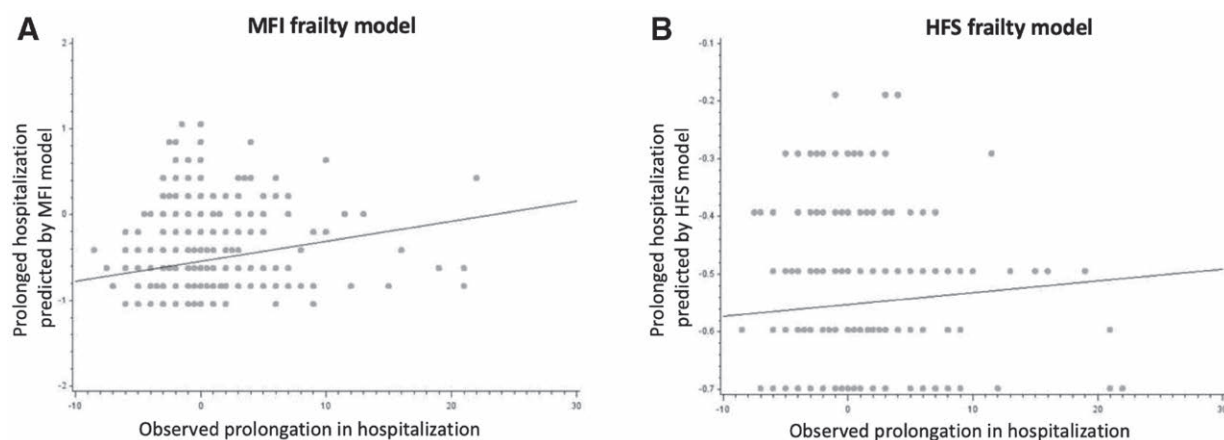 A
MFI frailty model
Prolonged hospitalization
predicted by MFI model
2
1
0
-1
-2
-10
0
10
20
30
Observed prolongation in hospitalization
B
HFS frailty model
Prolonged hospitalization
predicted by HFS model
-0.1
-0.2
-0.3
-0.4
-0.5
-0.6
-0.7
-10
0
10
20
30
Observed prolongation in hospitalization